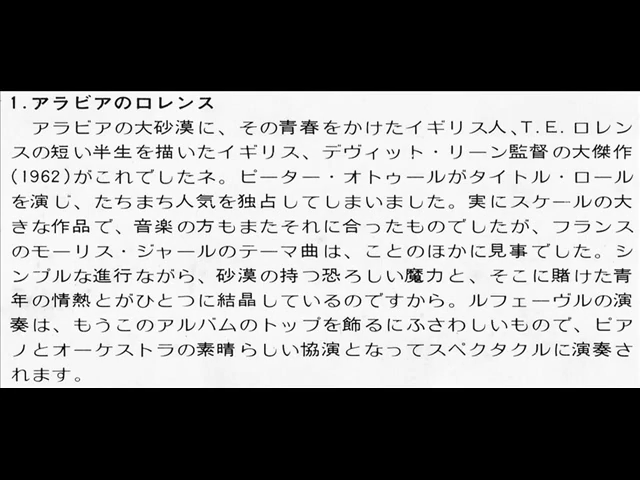 1.アラビアのロレンス
アラビアの大砂漠に、その青春をかけたイギリス人、T.E.ロレン
スの短い半生を描いたイギリス、デヴィット・リーン監督の大傑作
(1962)がこれでしたネ。ピーター・オトゥールがタイトル・ロール
を演じ、たちまち人気を独占してしまいました。実にスケールの大
きな作品で、音楽の方もまたそれに合ったものでしたが、フランス
のモーリス・ジャールのテーマ曲は、ことのほかに見事でした。シ
ンプルな進行ながら、砂漠の持つ恐ろしい魔力と、そこに賭けた青
年の情熱とがひとつに結晶しているのですから。ルフェーヴルの演
奏は、もうこのアルバムのトップを飾るにふさわしいもので、ピア
ノとオーケストラの素晴らしい協演となってスペクタクルに演奏さ
れます。